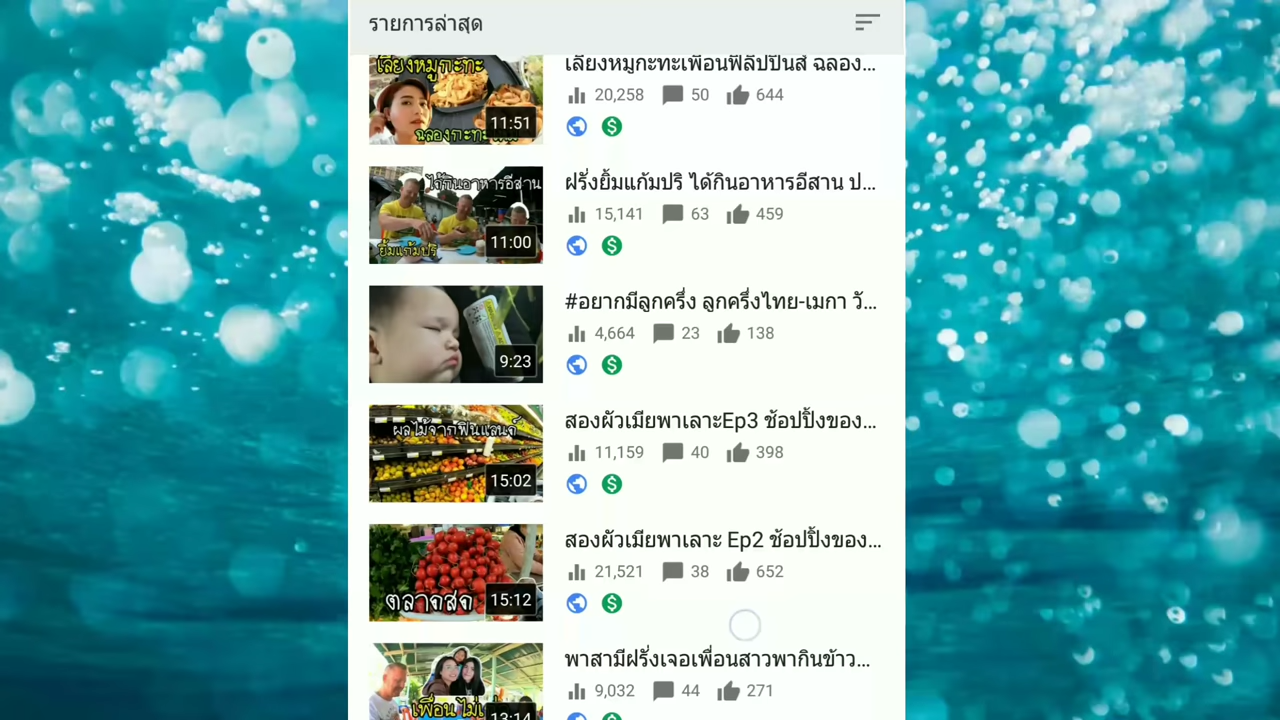 รายการล่าสุด
เลี้ยงหมูกะทะ
11:51
เลี้ยงหมูกะทะเพื่อนฟิลิปปินส์ ฉลอง...
20,258 50 644
ได้กินอาหารอีสาน
ยิ้มแก้มปริ
11:00
ฝรั่งยิ้มแก้มปริ ได้กินอาหารอีสาน ป...
15,141 63 459
9:23
#อยากมีลูกครึ่ง ลูกครึ่งไทย-เมกา วั...
4,664 23 138
ผลไม้จากฟินแลนด์
15:02
สองผัวเมียพาเลาะEp3 ช้อปปิ้งของ...
11,159 40 398
ตลาดสด
15:12
สองผัวเมียพาเลาะ Ep2 ช้อปปิ้งของ...
21,521 38 652
13:14
พาสามีฝรั่งเจอเพื่อนสาวพากินข้าว...
9,032 44 271